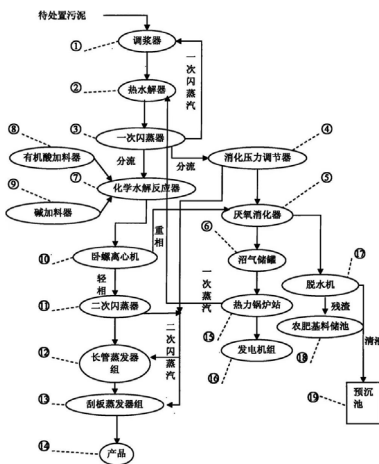 待处置污泥
① 调浆器
② 热水解器
一次闪蒸汽
③ 一次闪蒸器
④ 消化压力调节器
分流 分流
⑧ 有机酸加料器
⑦ 化学水解反应器
⑨ 碱加料器
⑤ 厌氧消化器
重相
⑥ 沼气储罐
⑩ 卧螺离心机
⑰ 脱水机
轻相
一次蒸汽
残渣
⑪ 二次闪蒸器
⑮ 热力锅炉站
⑱ 农肥基料储池
清液
二次闪蒸汽
⑫ 长管蒸发器组
⑯ 发电机组
⑬ 刮板蒸发器组
⑲ 预沉池
⑭ 产品